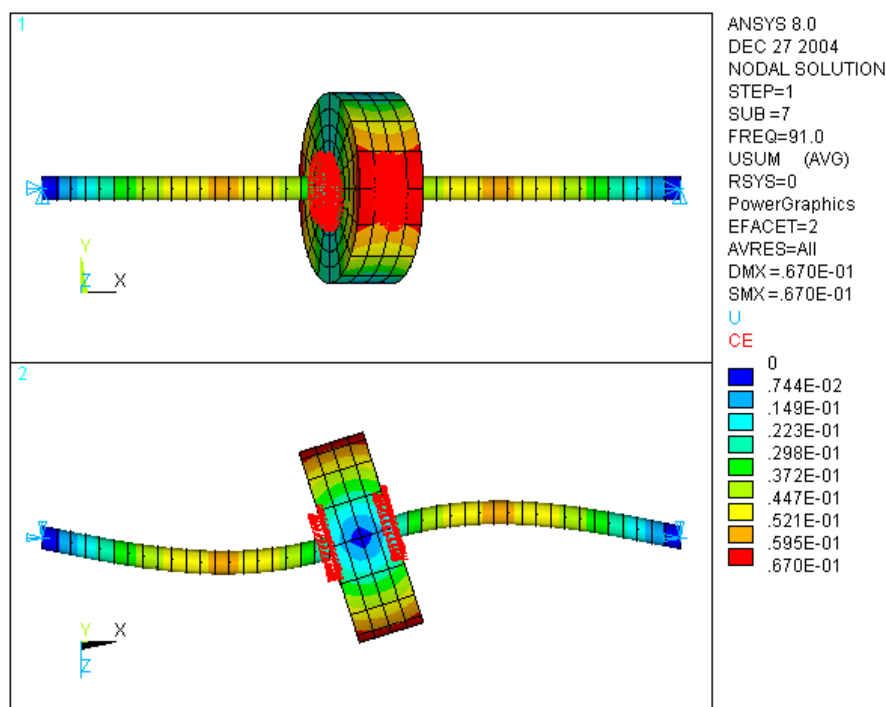 1
Y
Z X
2
Y X
Z
ANSYS 8.0
DEC 27 2004
NODAL SOLUTION
STEP=1
SUB =7
FREQ=91.0
USUM (AVG)
RSYS=0
PowerGraphics
EFACET=2
AVRES=All
DMX =.670E-01
SMX =.670E-01
U
CE
0
.744E-02
.149E-01
.223E-01
.298E-01
.372E-01
.447E-01
.521E-01
.595E-01
.670E-01